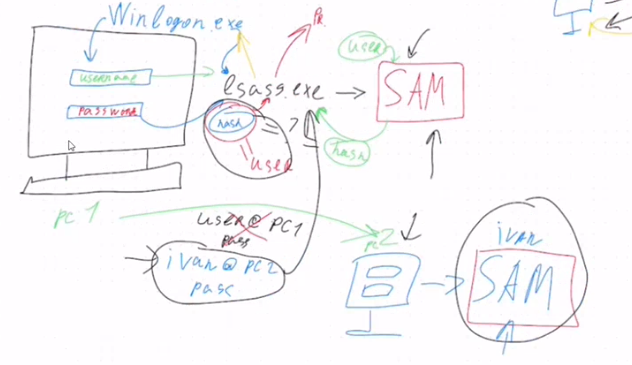 Winlogon.exe
username
password
lsass.exe
PR
user
SAM
hash
hash
user
pc 1
user@PC1
pass
ivan@pc2
pass
pc2
ivan
SAM